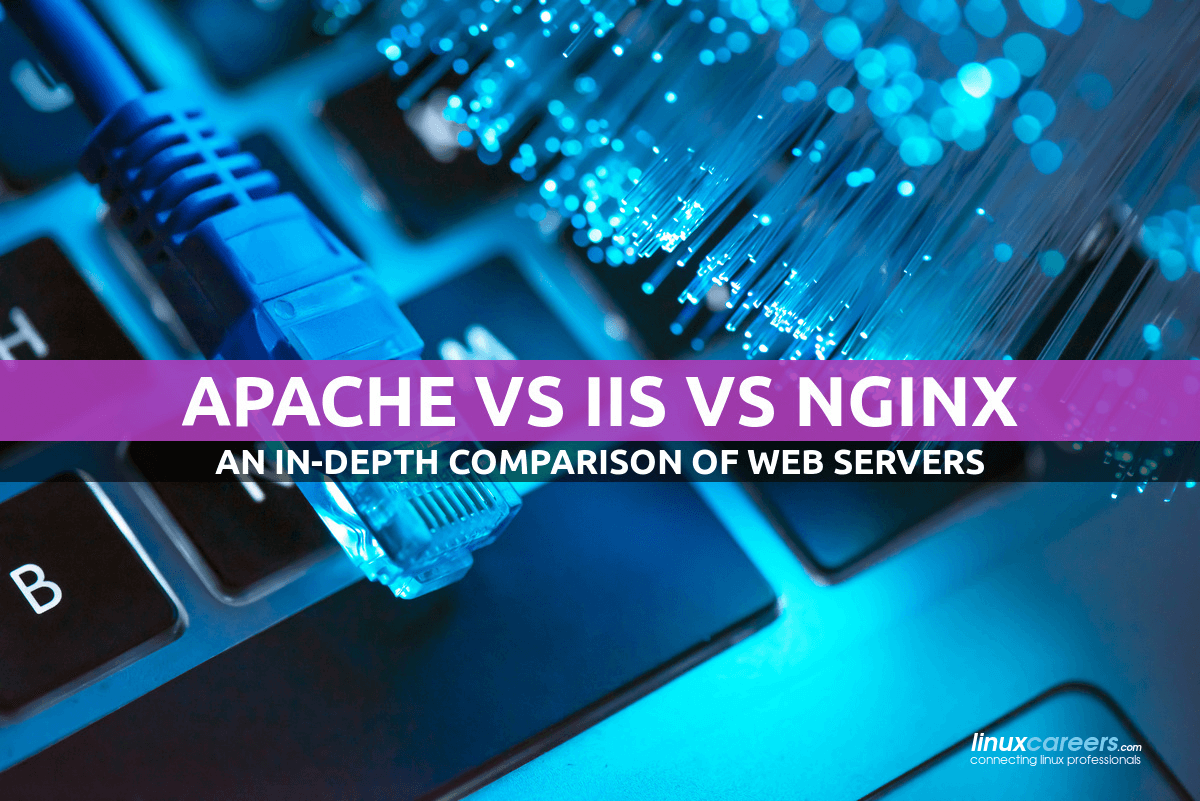 J
H
M
APACHE VS IIS VS NGINX
AN IN-DEPTH COMPARISON OF WEB SERVERS
N
B
linuxcareers.com
connecting linux professionals